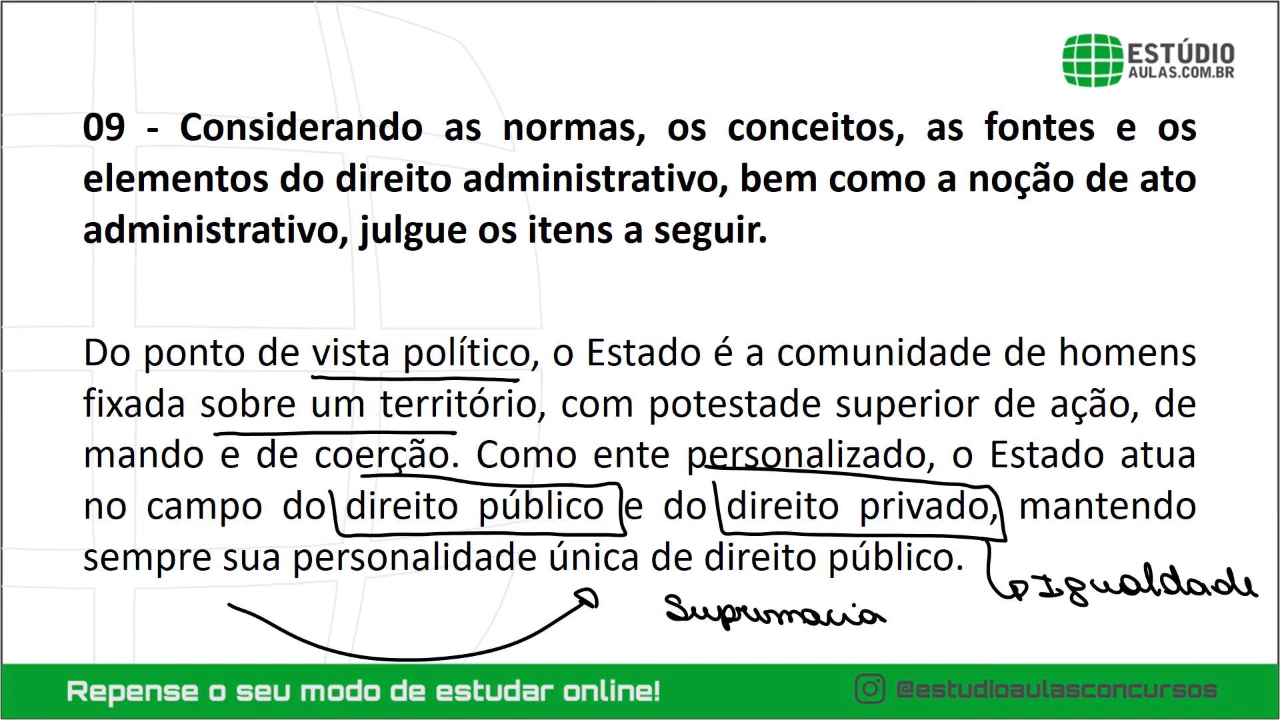 ESTÚDIO
AULAS.COM.BR
09 - Considerando as normas, os conceitos, as fontes e os
elementos do direito administrativo, bem como a noção de ato
administrativo, julgue os itens a seguir.
Do ponto de vista político, o Estado é a comunidade de homens
fixada sobre um território, com potestade superior de ação, de
mando e de coerção. Como ente personalizado, o Estado atua
no campo do direito público e do direito privado, mantendo
sempre sua personalidade única de direito público.
Igualdade
Supremacia
Repense o seu modo de estudar online!
@estudioaulasconcursos